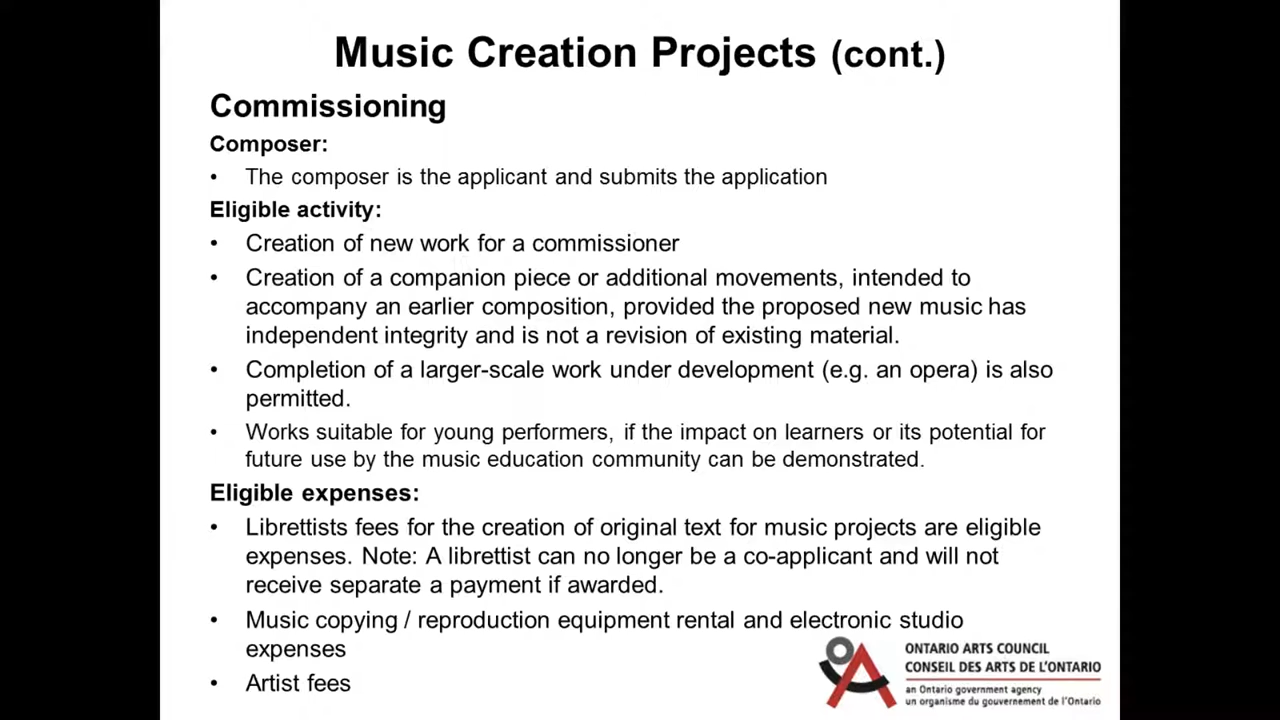 Music Creation Projects (cont.)
Commissioning
Composer:
• The composer is the applicant and submits the application
Eligible activity:
• Creation of new work for a commissioner
• Creation of a companion piece or additional movements, intended to
accompany an earlier composition, provided the proposed new music has
independent integrity and is not a revision of existing material.
• Completion of a larger-scale work under development (e.g. an opera) is also
permitted.
• Works suitable for young performers, if the impact on learners or its potential for
future use by the music education community can be demonstrated.
Eligible expenses:
• Librettists fees for the creation of original text for music projects are eligible
expenses. Note: A librettist can no longer be a co-applicant and will not
receive separate a payment if awarded.
• Music copying / reproduction equipment rental and electronic studio
expenses
• Artist fees
ONTARIO ARTS COUNCIL
CONSEIL DES ARTS DE L'ONTARIO
an Ontario government agency
un organisme du gouvernement de l'Ontario